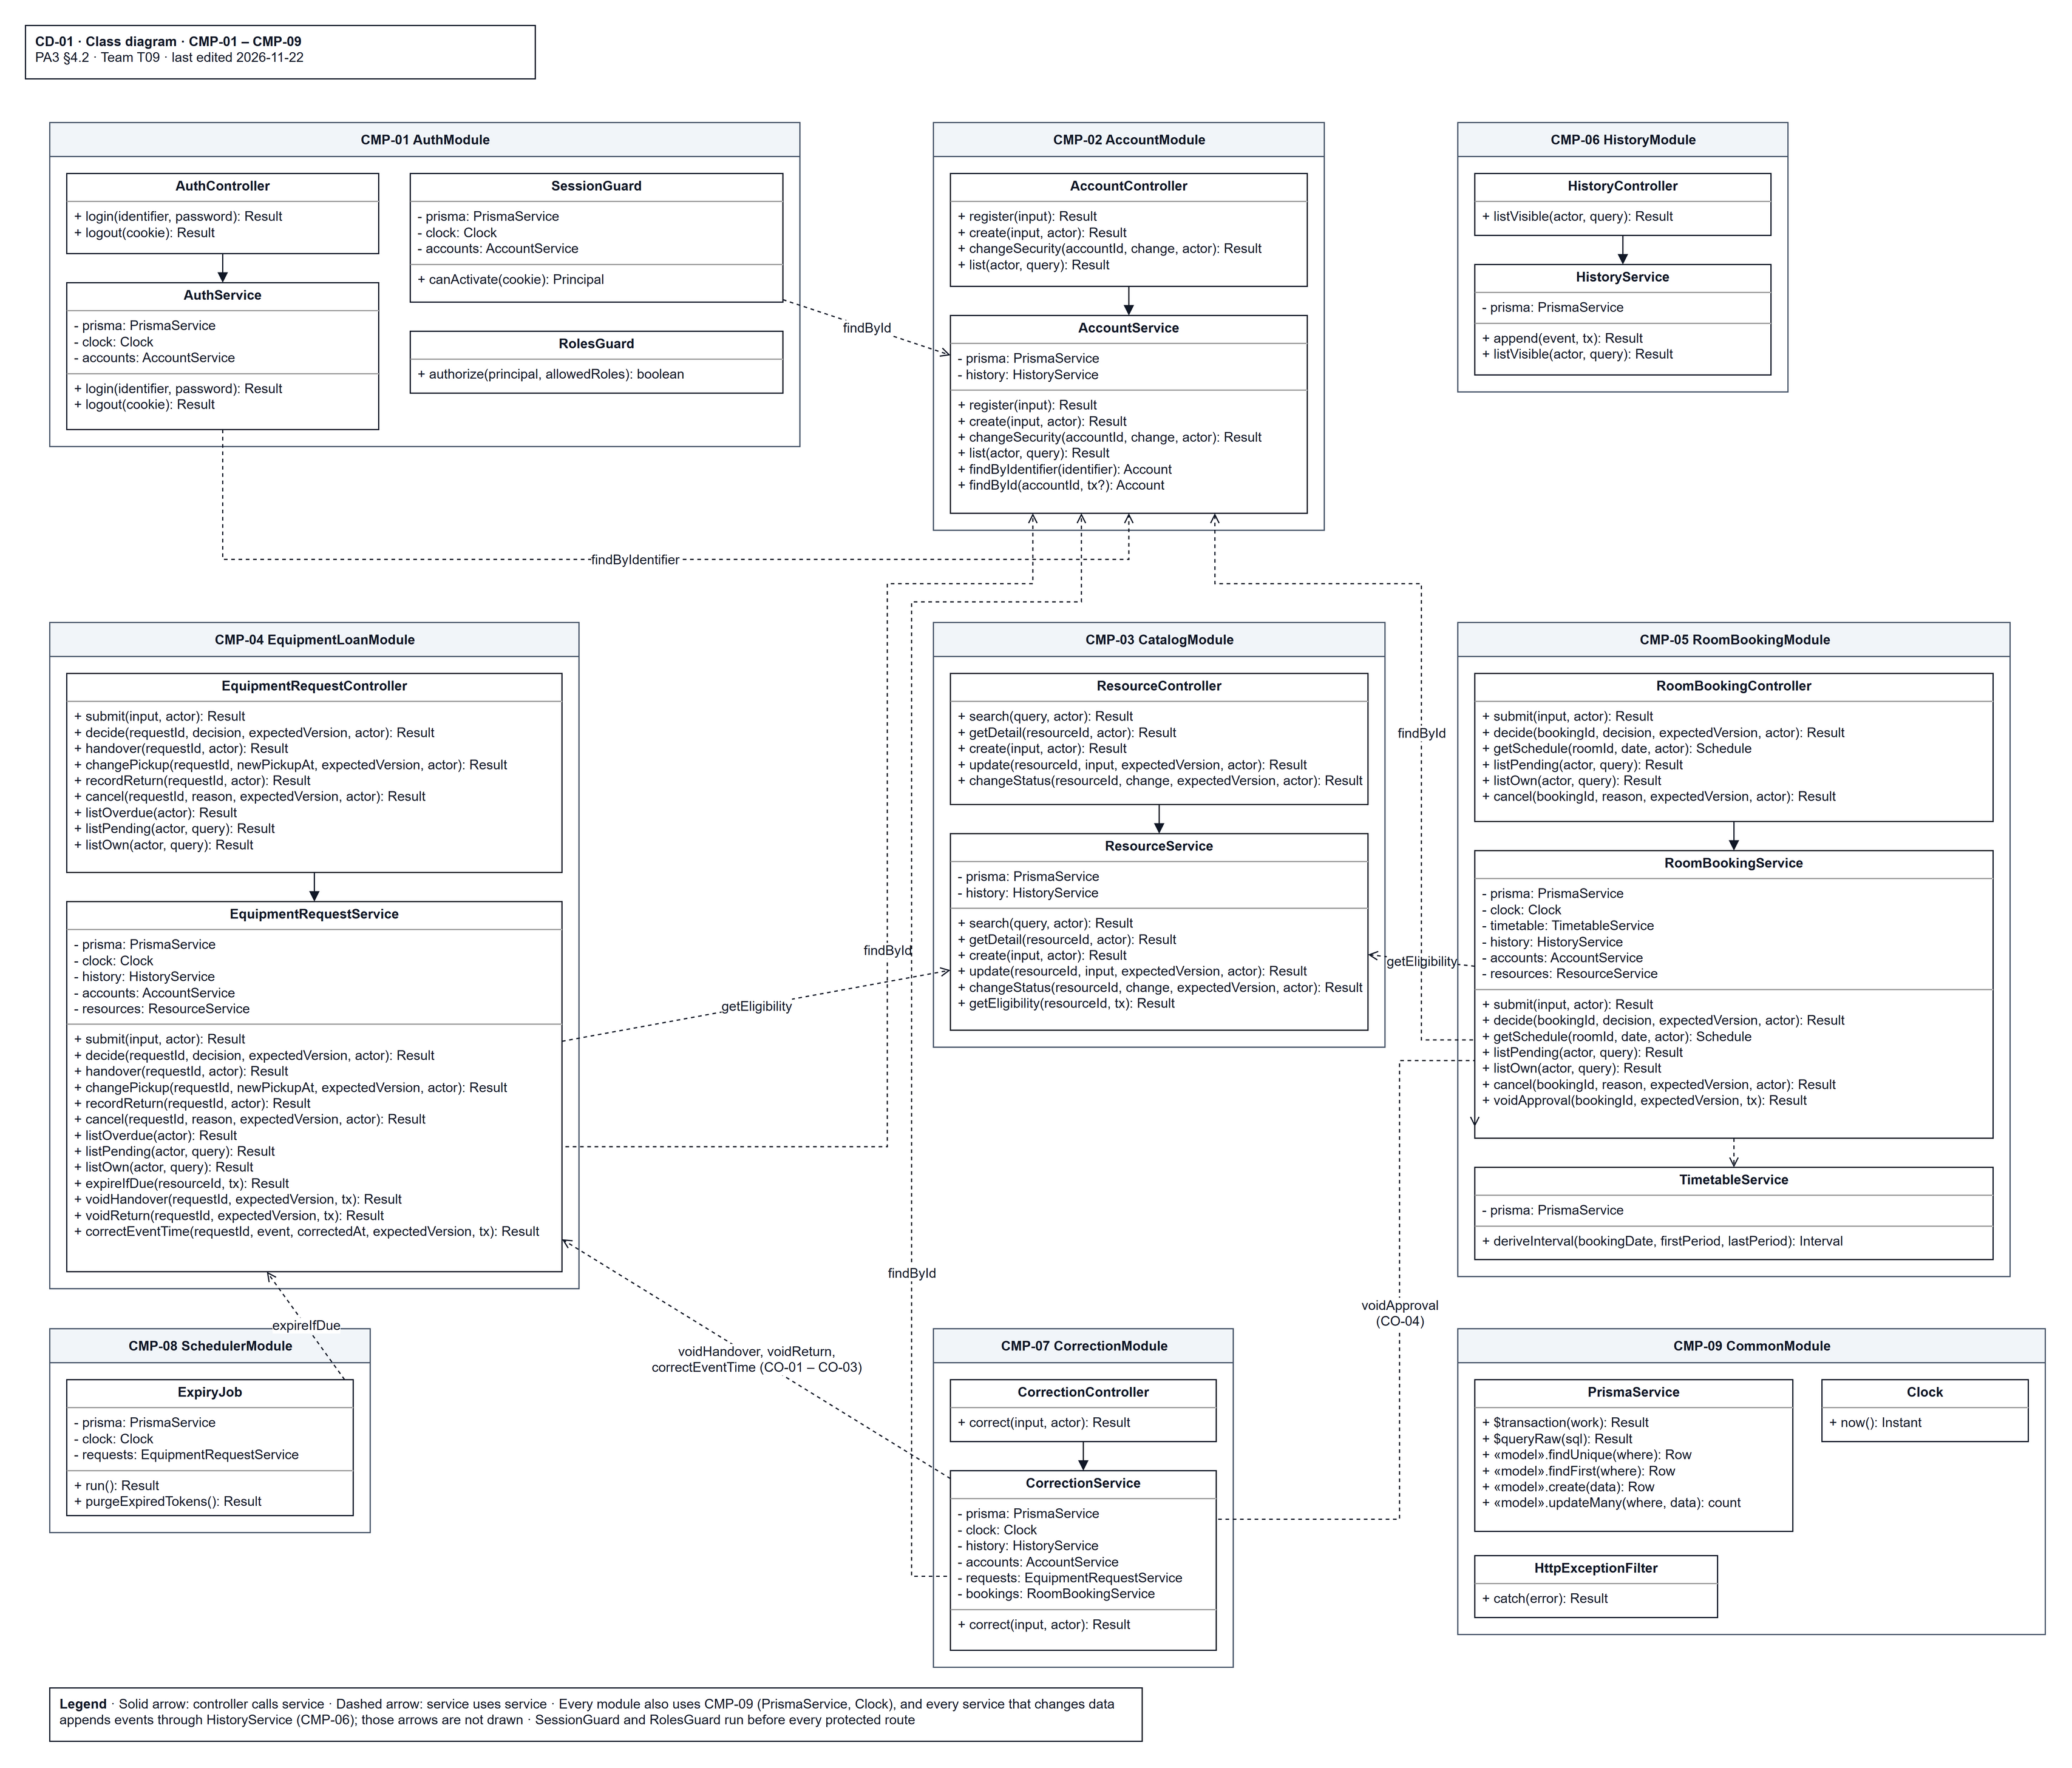 CD-01 · Class diagram · CMP-01 – CMP-09
PA3 §4.2 · Team T09 · last edited 2026-11-22
CMP-01 AuthModule
AuthController
+ login(identifier, password): Result
+ logout(cookie): Result
AuthService
- prisma: PrismaService
- clock: Clock
- accounts: AccountService
+ login(identifier, password): Result
+ logout(cookie): Result
SessionGuard
- prisma: PrismaService
- clock: Clock
- accounts: AccountService
+ canActivate(cookie): Principal
RolesGuard
+ authorize(principal, allowedRoles): boolean
findById
findByIdentifier
CMP-02 AccountModule
AccountController
+ register(input): Result
+ create(input, actor): Result
+ changeSecurity(accountId, change, actor): Result
+ list(actor, query): Result
AccountService
- prisma: PrismaService
- history: HistoryService
+ register(input): Result
+ create(input, actor): Result
+ changeSecurity(accountId, change, actor): Result
+ list(actor, query): Result
+ findByIdentifier(identifier): Account
+ findById(accountId, tx?): Account
CMP-06 HistoryModule
HistoryController
+ listVisible(actor, query): Result
HistoryService
- prisma: PrismaService
+ append(event, tx): Result
+ listVisible(actor, query): Result
CMP-04 EquipmentLoanModule
EquipmentRequestController
+ submit(input, actor): Result
+ decide(requestId, decision, expectedVersion, actor): Result
+ handover(requestId, actor): Result
+ changePickup(requestId, newPickupAt, expectedVersion, actor): Result
+ recordReturn(requestId, actor): Result
+ cancel(requestId, reason, expectedVersion, actor): Result
+ listOverdue(actor): Result
+ listPending(actor, query): Result
+ listOwn(actor, query): Result
EquipmentRequestService
- prisma: PrismaService
- clock: Clock
- history: HistoryService
- accounts: AccountService
- resources: ResourceService
+ submit(input, actor): Result
+ decide(requestId, decision, expectedVersion, actor): Result
+ handover(requestId, actor): Result
+ changePickup(requestId, newPickupAt, expectedVersion, actor): Result
+ recordReturn(requestId, actor): Result
+ cancel(requestId, reason, expectedVersion, actor): Result
+ listOverdue(actor): Result
+ listPending(actor, query): Result
+ listOwn(actor, query): Result
+ expireIfDue(resourceId, tx): Result
+ voidHandover(requestId, expectedVersion, tx): Result
+ voidReturn(requestId, expectedVersion, tx): Result
+ correctEventTime(requestId, event, correctedAt, expectedVersion, tx): Result
getEligibility
findById
findById
CMP-03 CatalogModule
ResourceController
+ search(query, actor): Result
+ getDetail(resourceId, actor): Result
+ create(input, actor): Result
+ update(resourceId, input, expectedVersion, actor): Result
+ changeStatus(resourceId, change, expectedVersion, actor): Result
ResourceService
- prisma: PrismaService
- history: HistoryService
+ search(query, actor): Result
+ getDetail(resourceId, actor): Result
+ create(input, actor): Result
+ update(resourceId, input, expectedVersion, actor): Result
+ changeStatus(resourceId, change, expectedVersion, actor): Result
+ getEligibility(resourceId, tx): Result
findById
getEligibility
CMP-05 RoomBookingModule
RoomBookingController
+ submit(input, actor): Result
+ decide(bookingId, decision, expectedVersion, actor): Result
+ getSchedule(roomId, date, actor): Schedule
+ listPending(actor, query): Result
+ listOwn(actor, query): Result
+ cancel(bookingId, reason, expectedVersion, actor): Result
RoomBookingService
- prisma: PrismaService
- clock: Clock
- timetable: TimetableService
- history: HistoryService
- accounts: AccountService
- resources: ResourceService
+ submit(input, actor): Result
+ decide(bookingId, decision, expectedVersion, actor): Result
+ getSchedule(roomId, date, actor): Schedule
+ listPending(actor, query): Result
+ listOwn(actor, query): Result
+ cancel(bookingId, reason, expectedVersion, actor): Result
+ voidApproval(bookingId, expectedVersion, tx): Result
TimetableService
- prisma: PrismaService
+ deriveInterval(bookingDate, firstPeriod, lastPeriod): Interval
expireIfDue
CMP-08 SchedulerModule
ExpiryJob
- prisma: PrismaService
- clock: Clock
- requests: EquipmentRequestService
+ run(): Result
+ purgeExpiredTokens(): Result
voidHandover, voidReturn,
correctEventTime (CO-01 – CO-03)
CMP-07 CorrectionModule
CorrectionController
+ correct(input, actor): Result
CorrectionService
- prisma: PrismaService
- clock: Clock
- history: HistoryService
- accounts: AccountService
- requests: EquipmentRequestService
- bookings: RoomBookingService
+ correct(input, actor): Result
voidApproval
(CO-04)
CMP-09 CommonModule
PrismaService
+ $transaction(work): Result
+ $queryRaw(sql): Result
+ «model».findUnique(where): Row
+ «model».findFirst(where): Row
+ «model».create(data): Row
+ «model».updateMany(where, data): count
Clock
+ now(): Instant
HttpExceptionFilter
+ catch(error): Result
Legend · Solid arrow: controller calls service · Dashed arrow: service uses service · Every module also uses CMP-09 (PrismaService, Clock), and every service that changes data
appends events through HistoryService (CMP-06); those arrows are not drawn · SessionGuard and RolesGuard run before every protected route